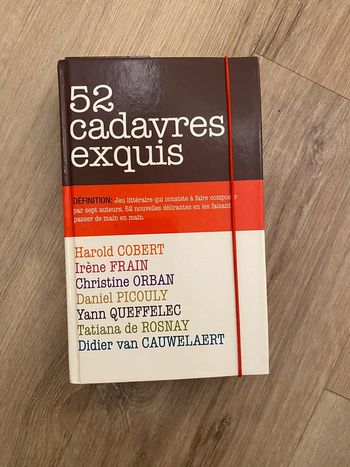 52
cadavres
exquis
DÉFINITION: Jeu littéraire qui consiste à faire composer
par sept auteurs, 52 nouvelles délirantes en les faisant
passer de main en main.
Harold COBERT
Irène FRAIN
Christine ORBAN
Daniel PICOULY
Yann QUEFFELEC
Tatiana de ROSNAY
Didier van CAUWELAERT